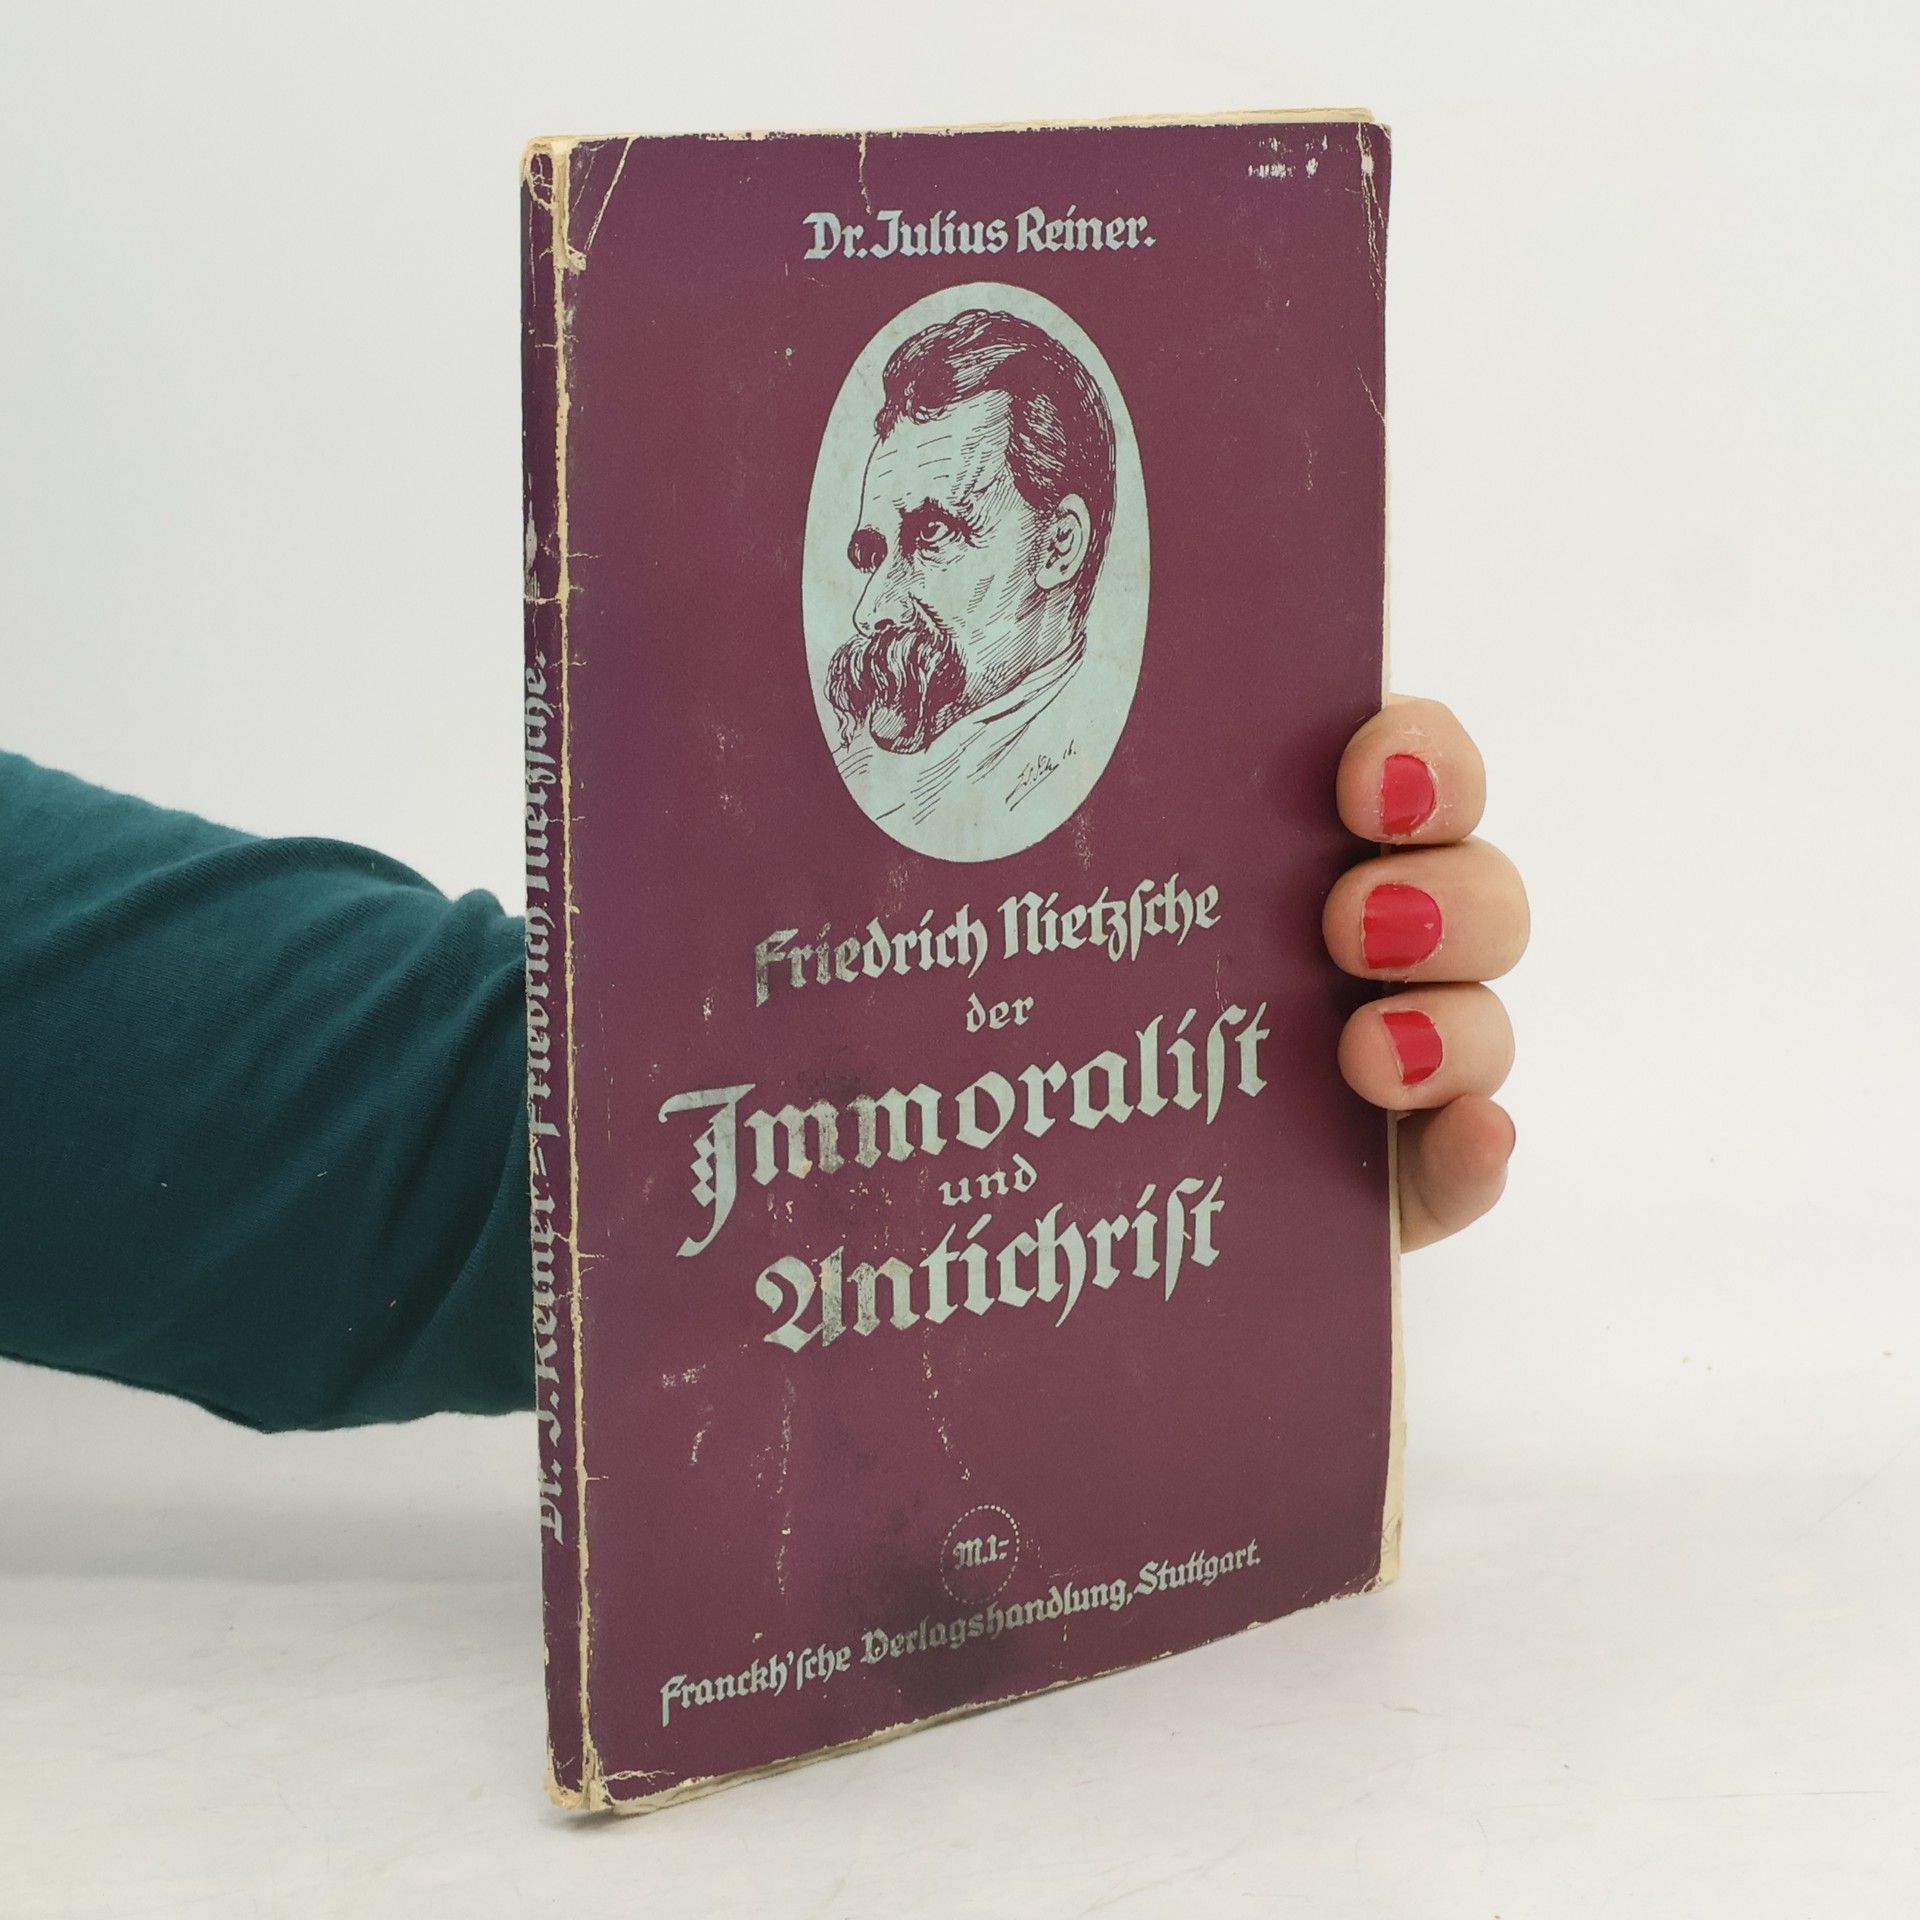 Dr. Julius Reiner.
Friedrich Nietzſche
der
Immoraliſt
und
Antichriſt
M.1.-
Franckh'ſche Verlagshandlung, Stuttgart.
Dr. J. Reiner = Friedrich Nietzſche.